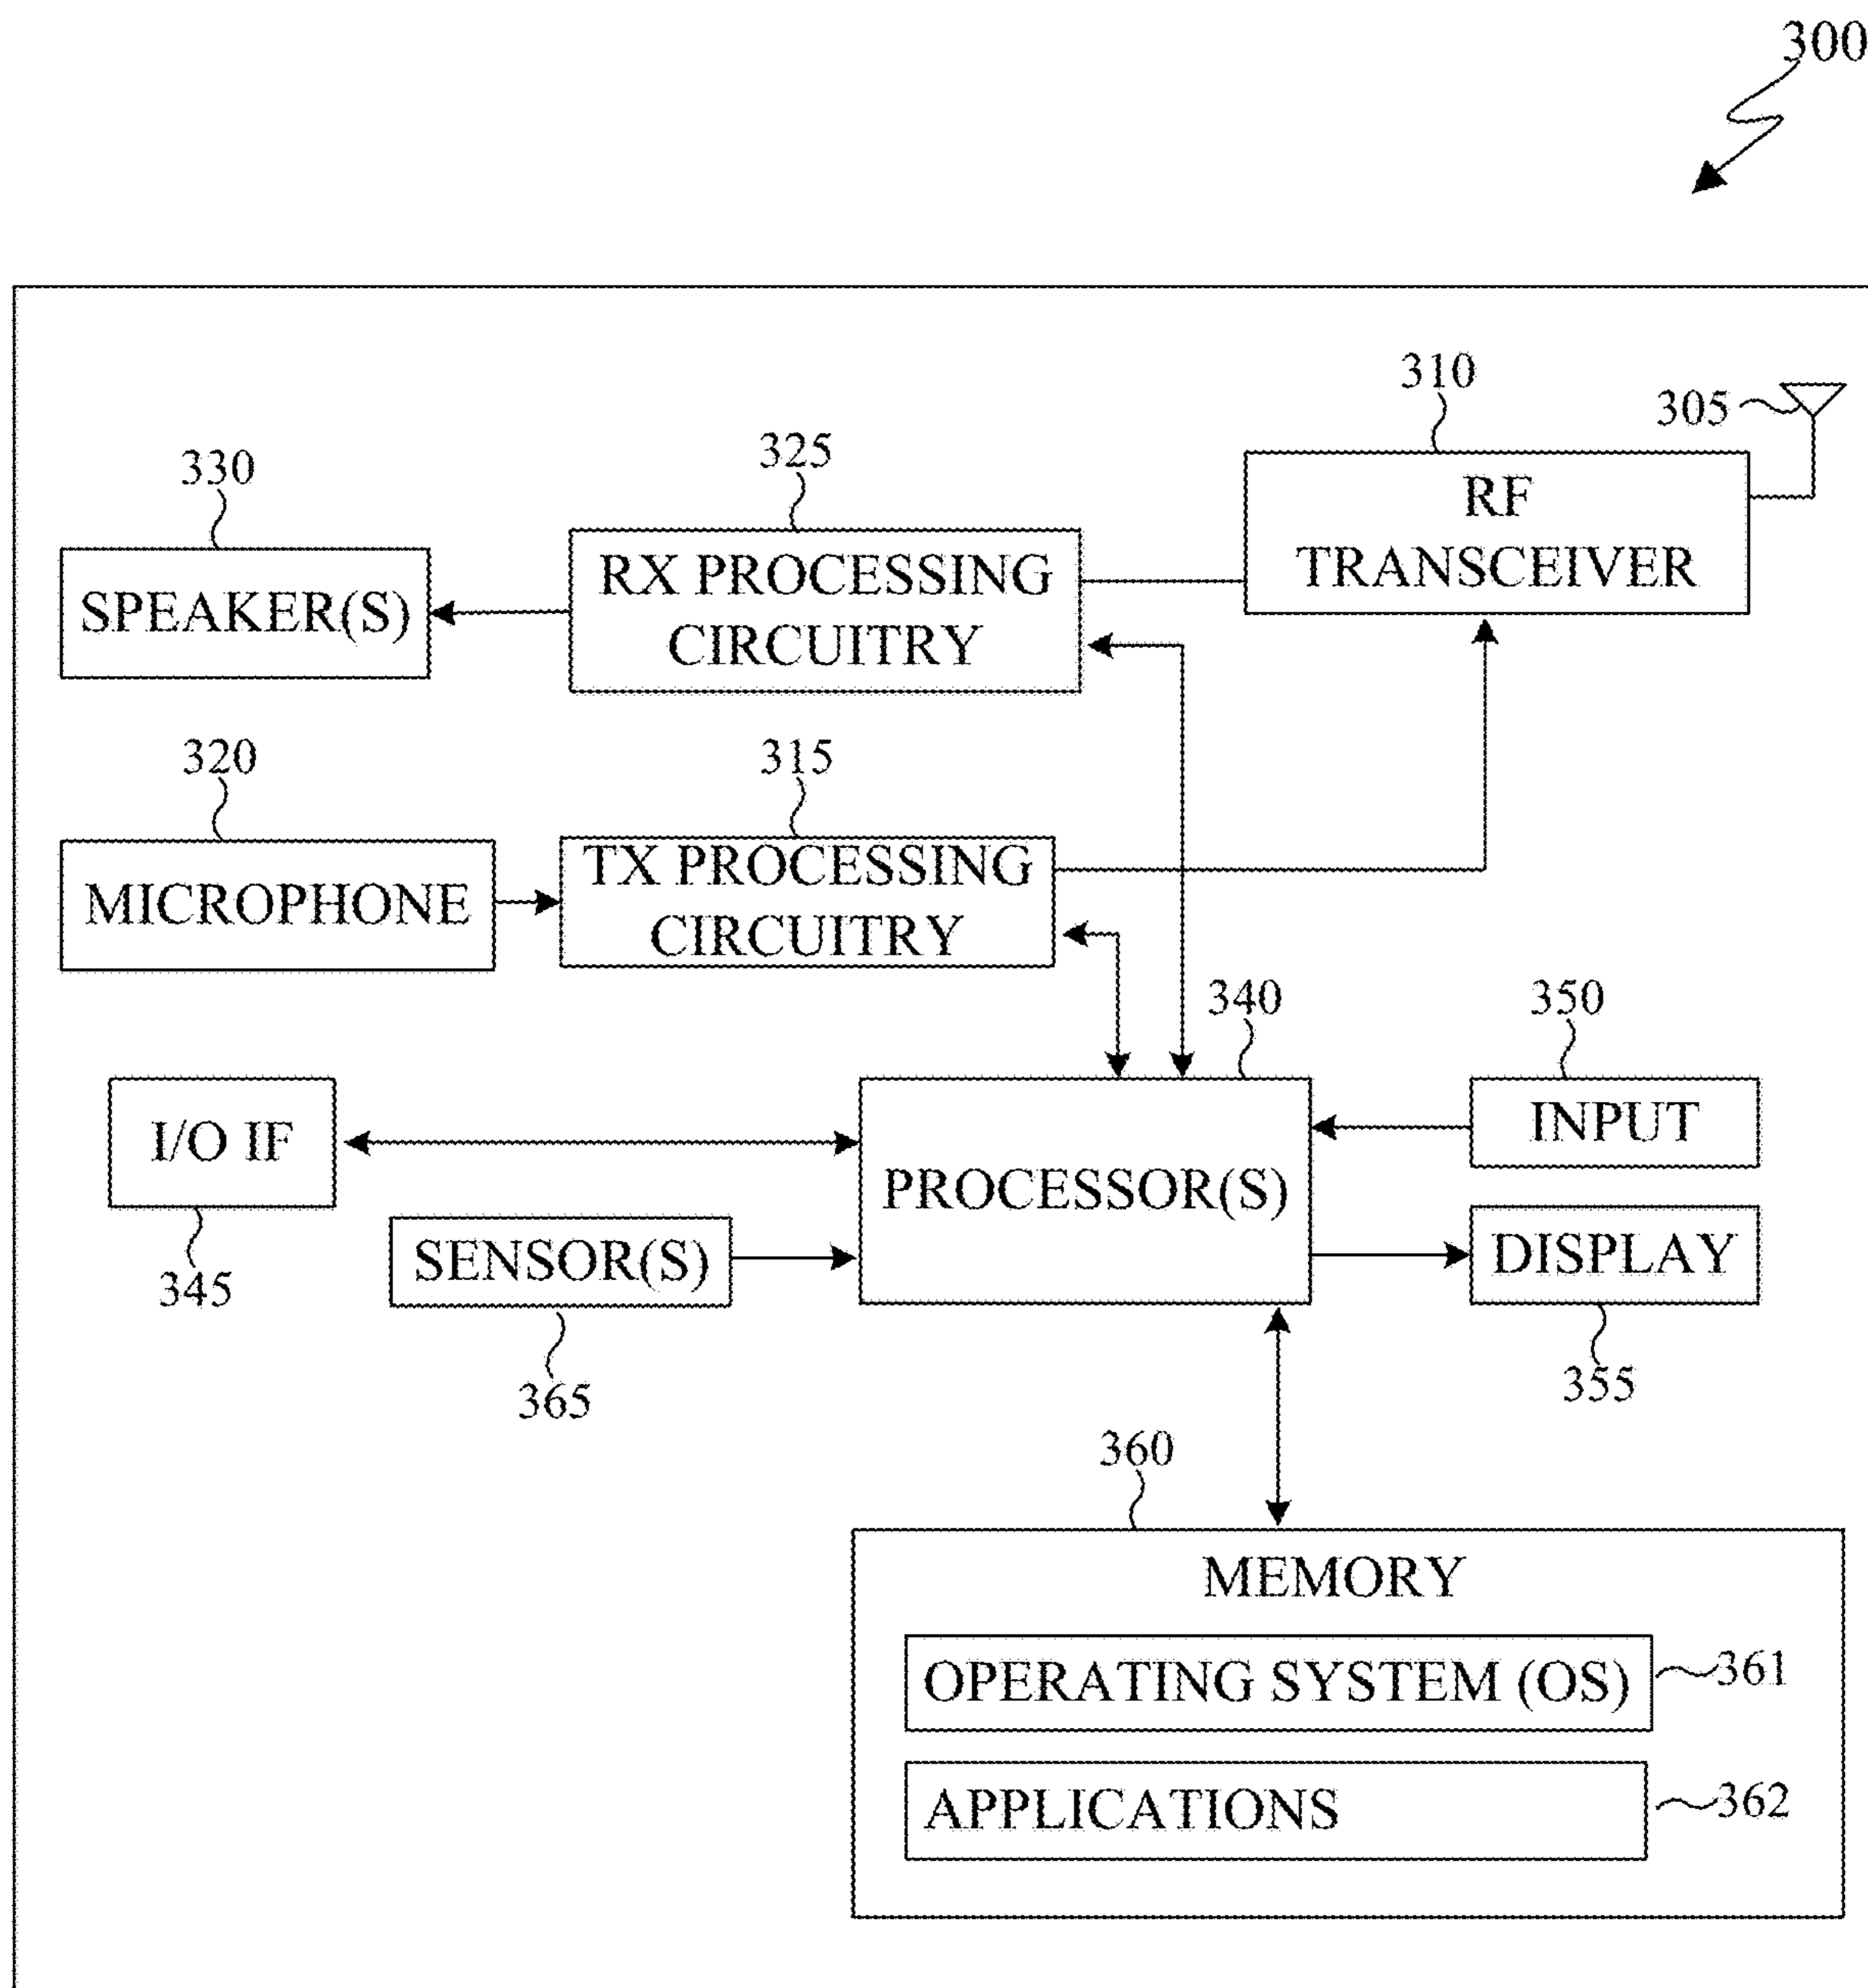 300
310
305
325
330
RF
TRANSCEIVER
RX PROCESSING
CIRCUITRY
SPEAKER(S)
320
315
TX PROCESSING
CIRCUITRY
MICROPHONE
340
350
I/O IF
INPUT
PROCESSOR(S)
SENSOR(S)
DISPLAY
345
365
355
360
MEMORY
OPERATING SYSTEM (OS)
361
APPLICATIONS
362